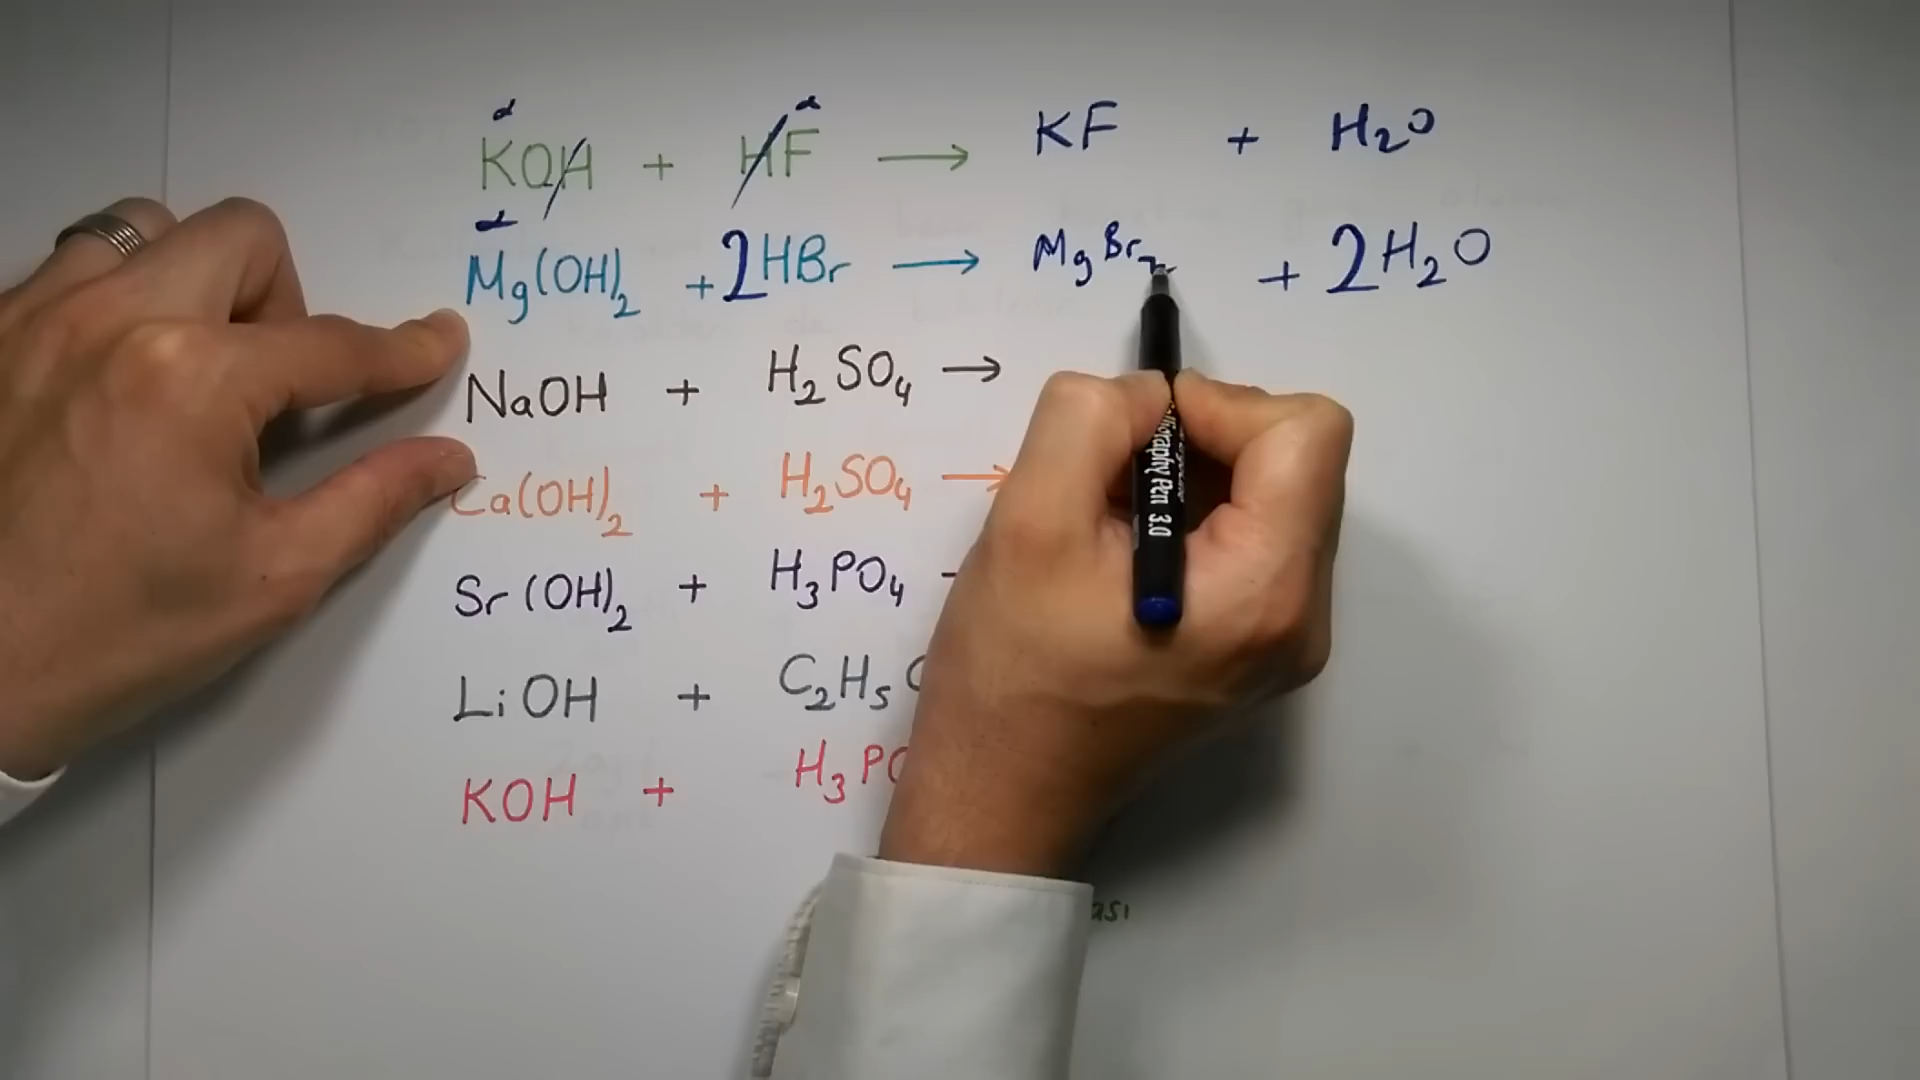 KOH + HF → KF + H₂O
Mg(OH)₂ + 2HBr → MgBr₂ + 2H₂O
NaOH + H₂SO₄ →
Ca(OH)₂ + H₂SO₄ →
Sr(OH)₂ + H₃PO₄
LiOH + C₂H₅
KOH + H₃P
Calligraphy Pen 3.0